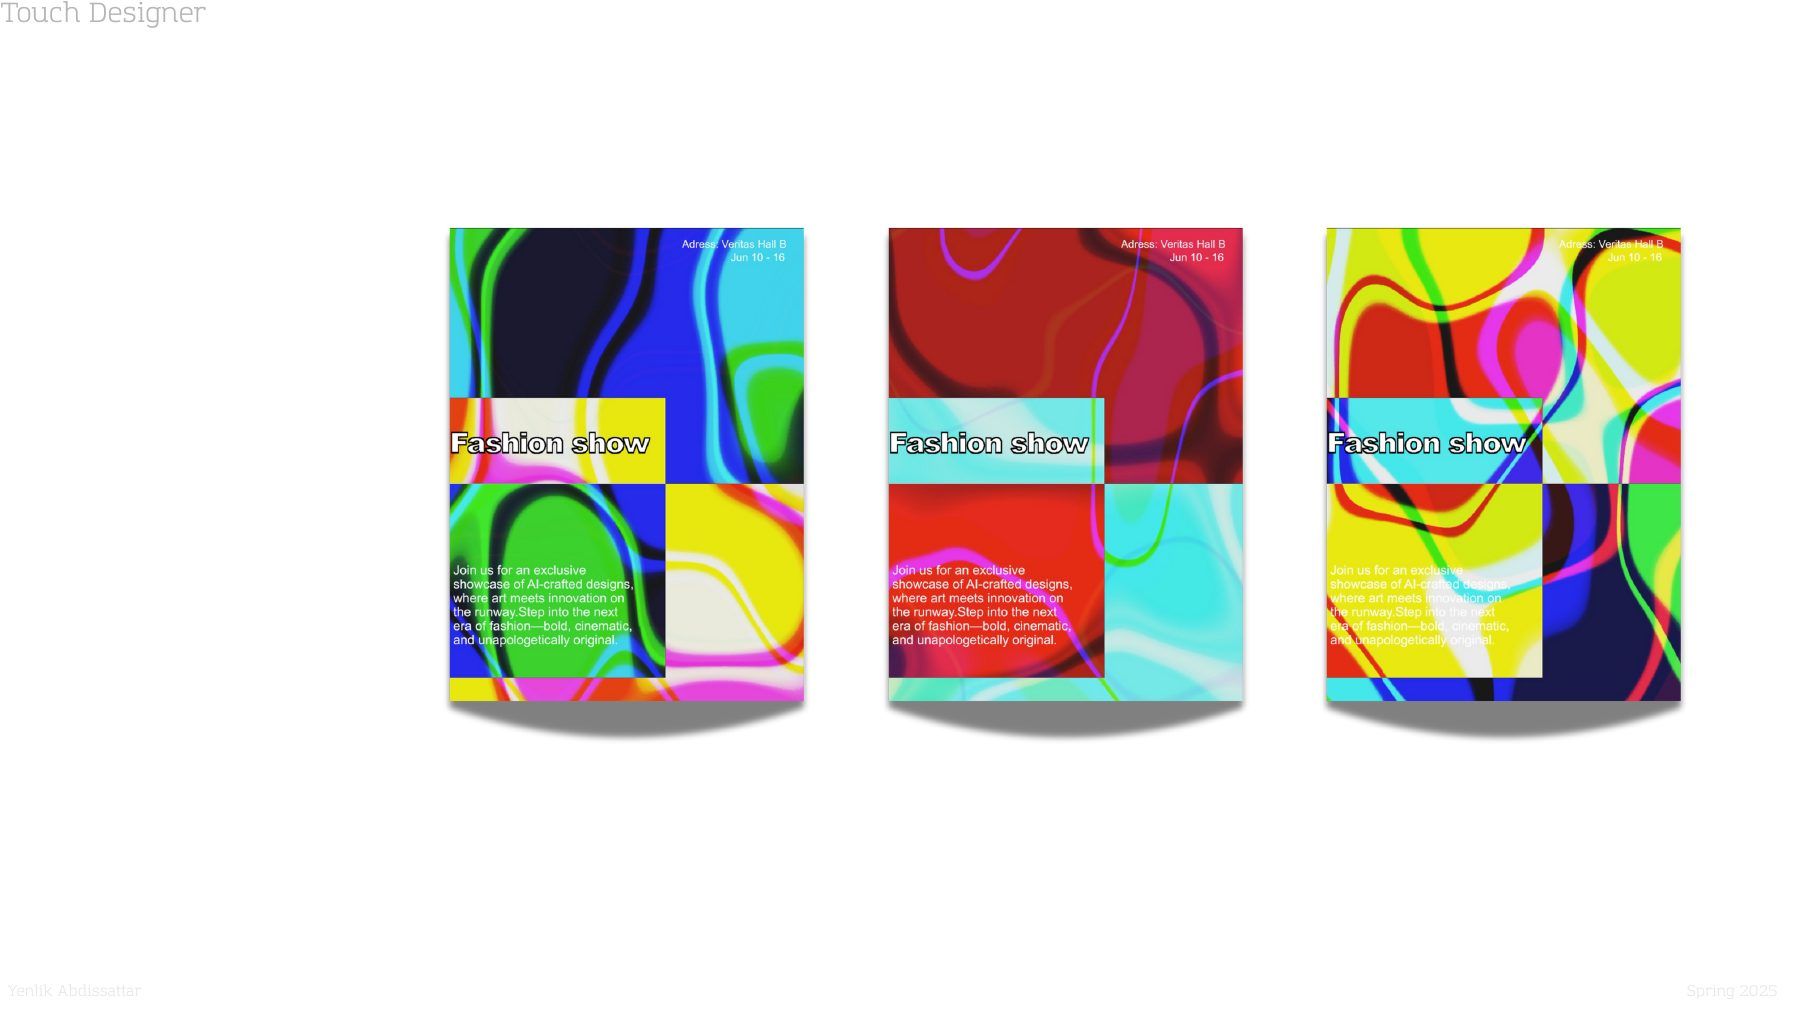 Touch Designer
Adress: Veritas Hall B
Jun 10 - 16
Fashion show
Join us for an exclusive
showcase of AI-crafted designs,
where art meets innovation on
the runway.Step into the next
era of fashion—bold, cinematic,
and unapologetically original.
Adress: Veritas Hall B
Jun 10 - 16
Fashion show
Join us for an exclusive
showcase of AI-crafted designs,
where art meets innovation on
the runway.Step into the next
era of fashion—bold, cinematic,
and unapologetically original.
Adress: Veritas Hall B
Jun 10 - 16
Fashion show
Join us for an exclusive
showcase of AI-crafted designs,
where art meets innovation on
the runway.Step into the next
era of fashion—bold, cinematic,
and unapologetically original.
Yenlik Abdissattar
Spring 2025